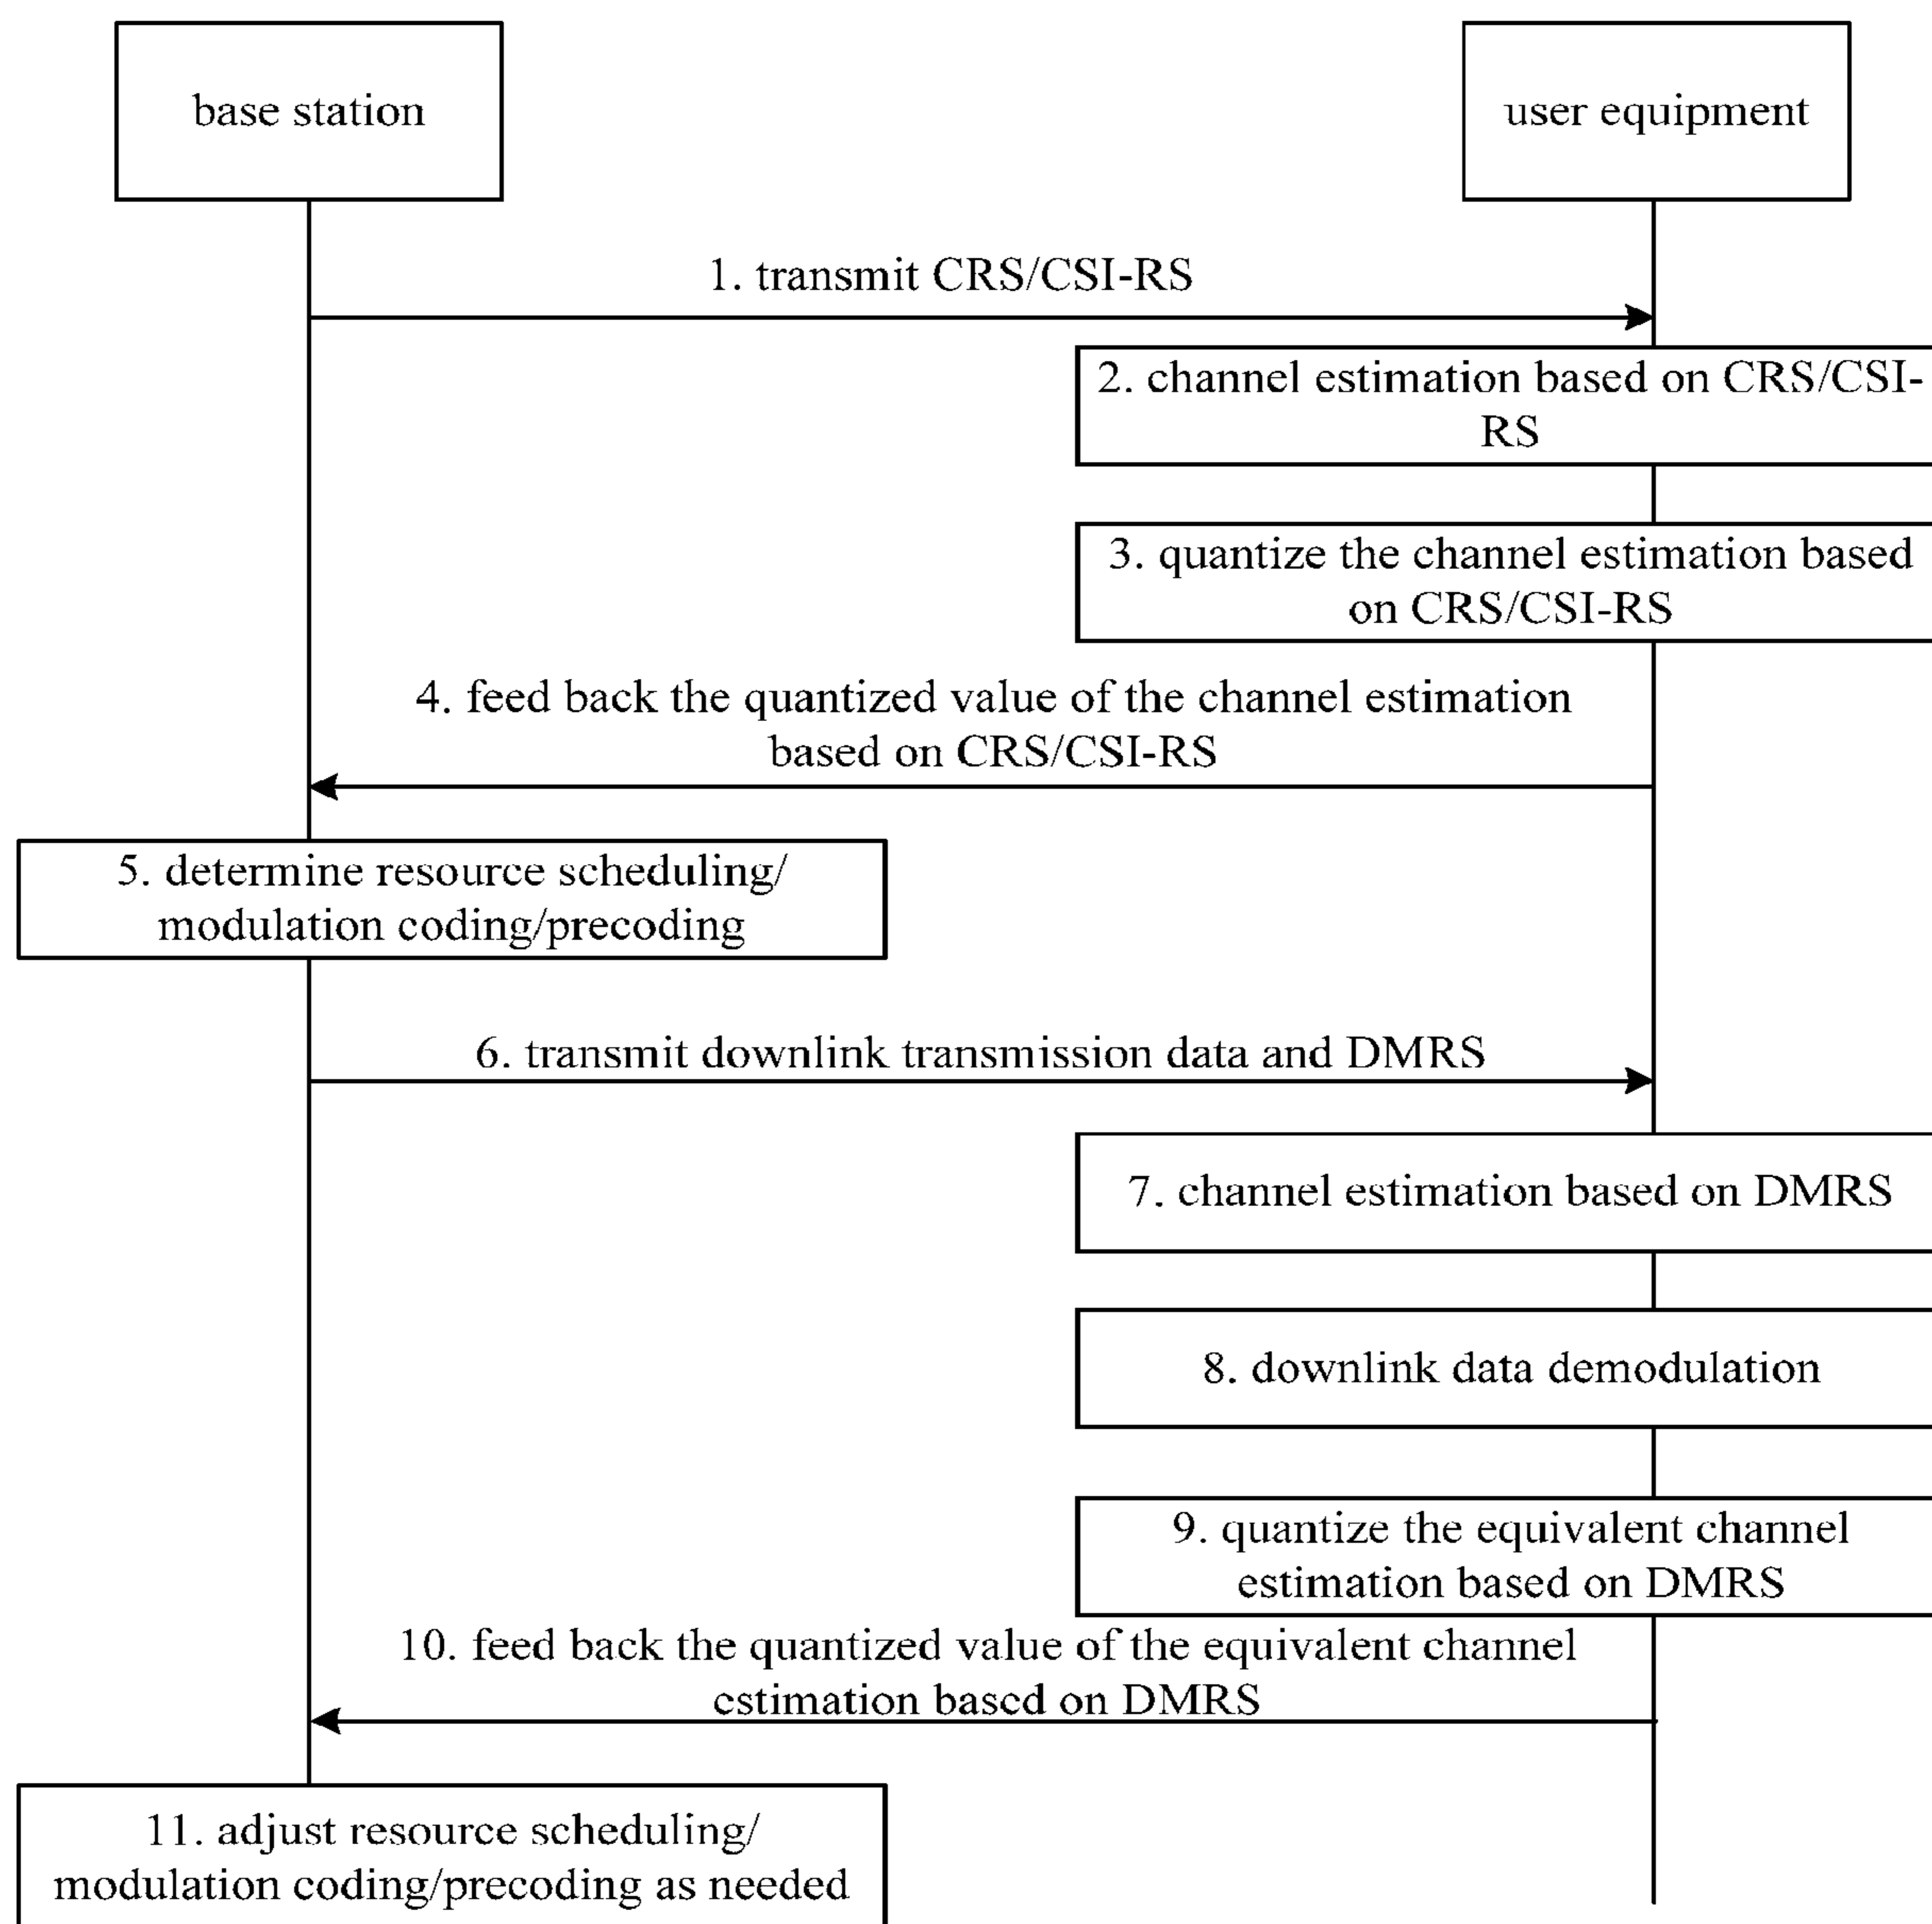 base station
user equipment
1. transmit CRS/CSI-RS
2. channel estimation based on CRS/CSI-
RS
3. quantize the channel estimation based
on CRS/CSI-RS
4. feed back the quantized value of the channel estimation
based on CRS/CSI-RS
5. determine resource scheduling/
modulation coding/precoding
6. transmit downlink transmission data and DMRS
7. channel estimation based on DMRS
8. downlink data demodulation
9. quantize the equivalent channel
estimation based on DMRS
10. feed back the quantized value of the equivalent channel
estimation based on DMRS
11. adjust resource scheduling/
modulation coding/precoding as needed